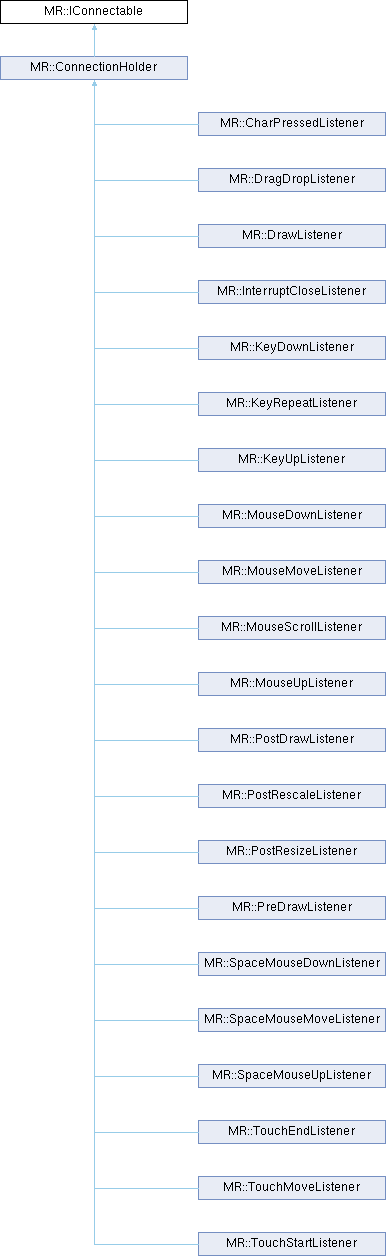 MR::IConnectable
MR::ConnectionHolder
MR::CharPressedListener
MR::DragDropListener
MR::DrawListener
MR::InterruptCloseListener
MR::KeyDownListener
MR::KeyRepeatListener
MR::KeyUpListener
MR::MouseDownListener
MR::MouseMoveListener
MR::MouseScrollListener
MR::MouseUpListener
MR::PostDrawListener
MR::PostRescaleListener
MR::PostResizeListener
MR::PreDrawListener
MR::SpaceMouseDownListener
MR::SpaceMouseMoveListener
MR::SpaceMouseUpListener
MR::TouchEndListener
MR::TouchMoveListener
MR::TouchStartListener